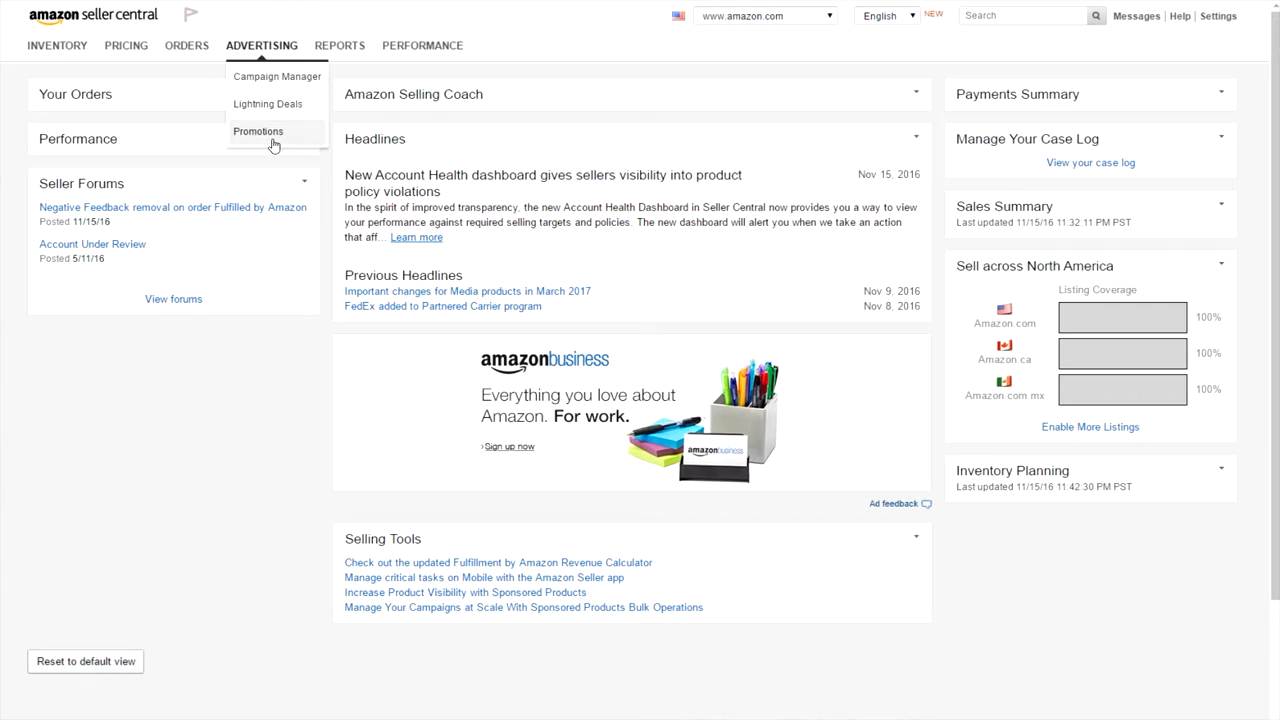 amazon seller central
www.amazon.com
English
NEW
Search
Messages | Help | Settings
INVENTORY PRICING ORDERS ADVERTISING REPORTS PERFORMANCE
Campaign Manager
Lightning Deals
Promotions
Your Orders
Performance
Seller Forums
Negative Feedback removal on order Fulfilled by Amazon
Posted 11/15/16
Account Under Review
Posted 5/11/16
View forums
Amazon Selling Coach
Headlines
New Account Health dashboard gives sellers visibility into product
policy violations
Nov 15, 2016
In the spirit of improved transparency, the new Account Health Dashboard in Seller Central now provides you a way to view
your performance against required selling targets and policies. The new dashboard will alert you when we take an action
that aff... Learn more
Previous Headlines
Important changes for Media products in March 2017 Nov 9, 2016
FedEx added to Partnered Carrier program Nov 8, 2016
amazonbusiness
Everything you love about
Amazon. For work.
›Sign up now
amazonbusiness
Ad feedback
Selling Tools
Check out the updated Fulfillment by Amazon Revenue Calculator
Manage critical tasks on Mobile with the Amazon Seller app
Increase Product Visibility with Sponsored Products
Manage Your Campaigns at Scale With Sponsored Products Bulk Operations
Payments Summary
Manage Your Case Log
View your case log
Sales Summary
Last updated 11/15/16 11:32:11 PM PST
Sell across North America
Listing Coverage
Amazon com 100%
Amazon ca 100%
Amazon com mx 100%
Enable More Listings
Inventory Planning
Last updated 11/15/16 11:42:30 PM PST
Reset to default view